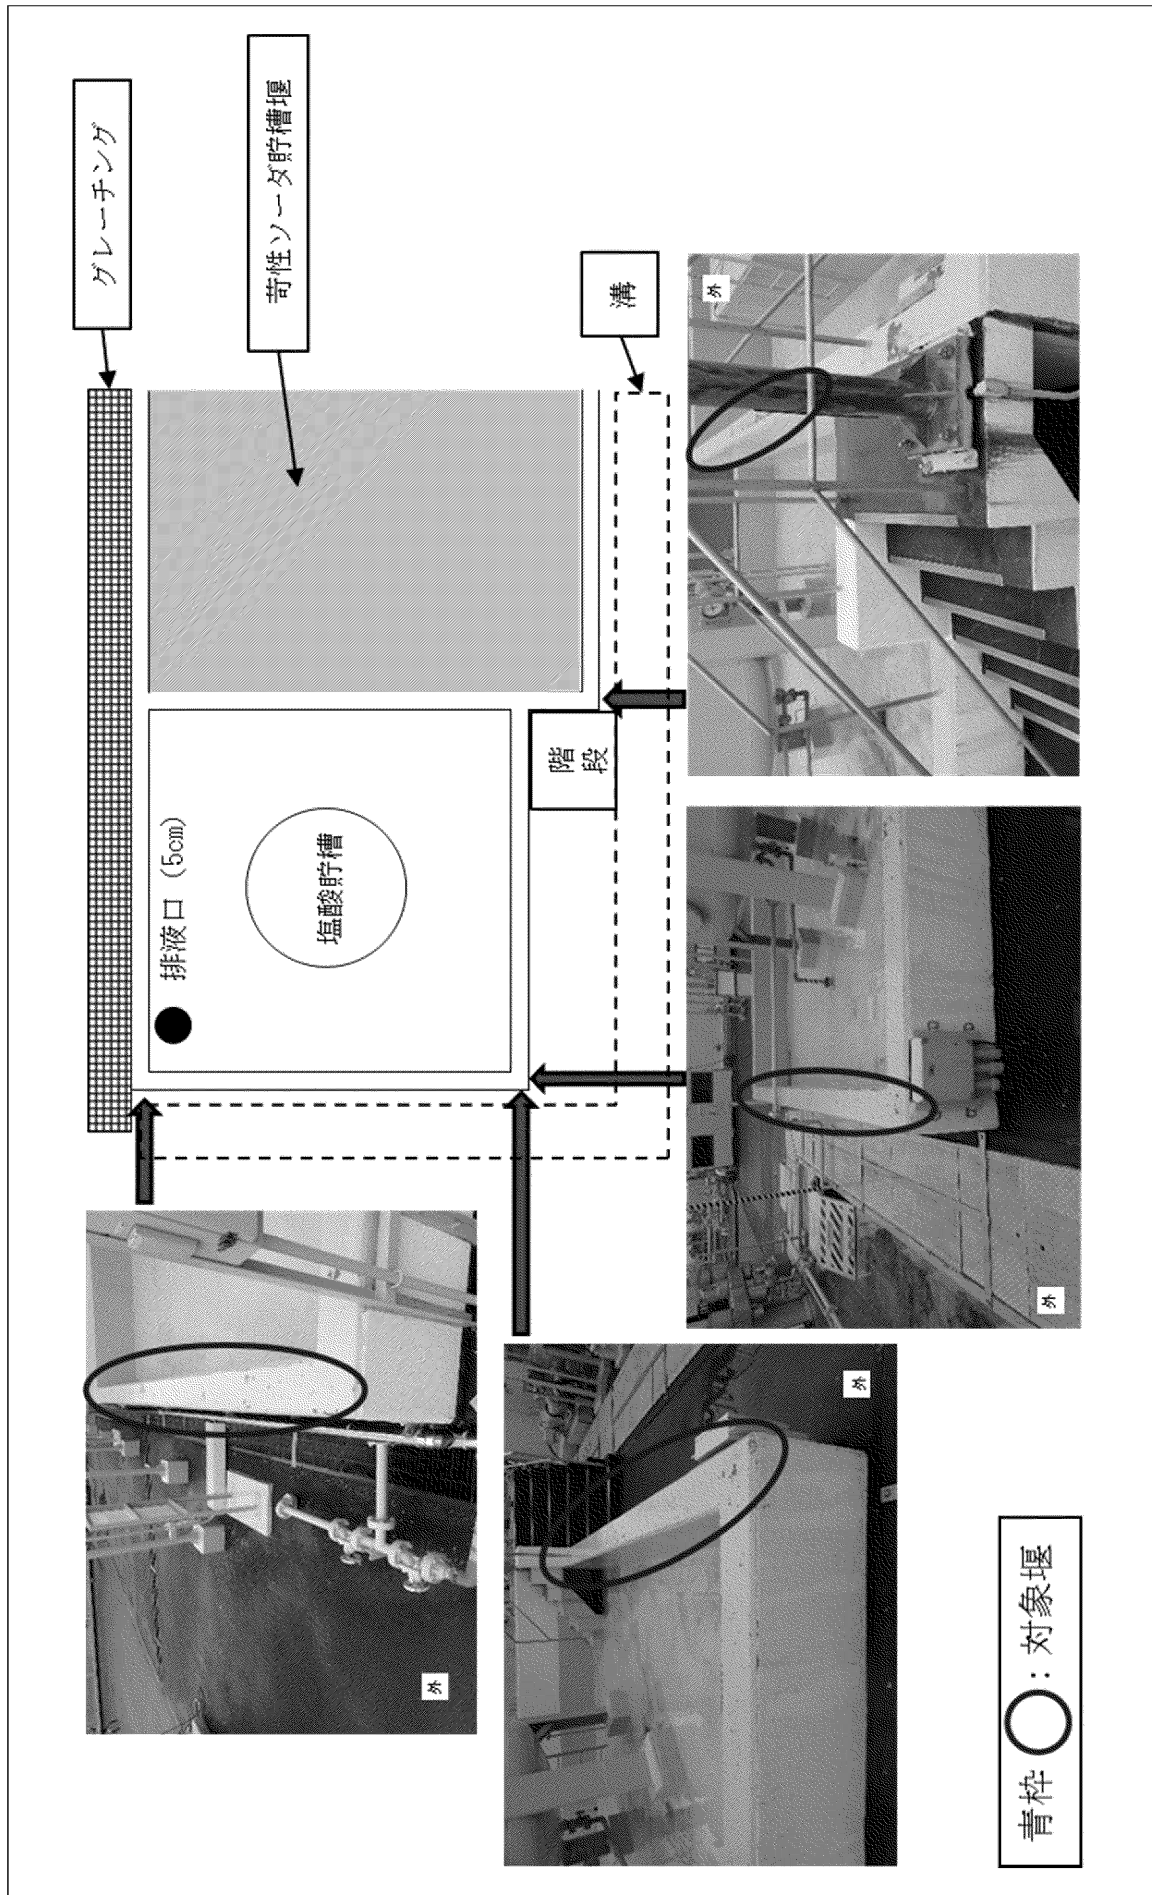 グレーチング
苛性ソーダ貯槽堰
溝
排液口（5cm）
塩酸貯槽
階
段
外
外
外
外
青枠 ：対象堰